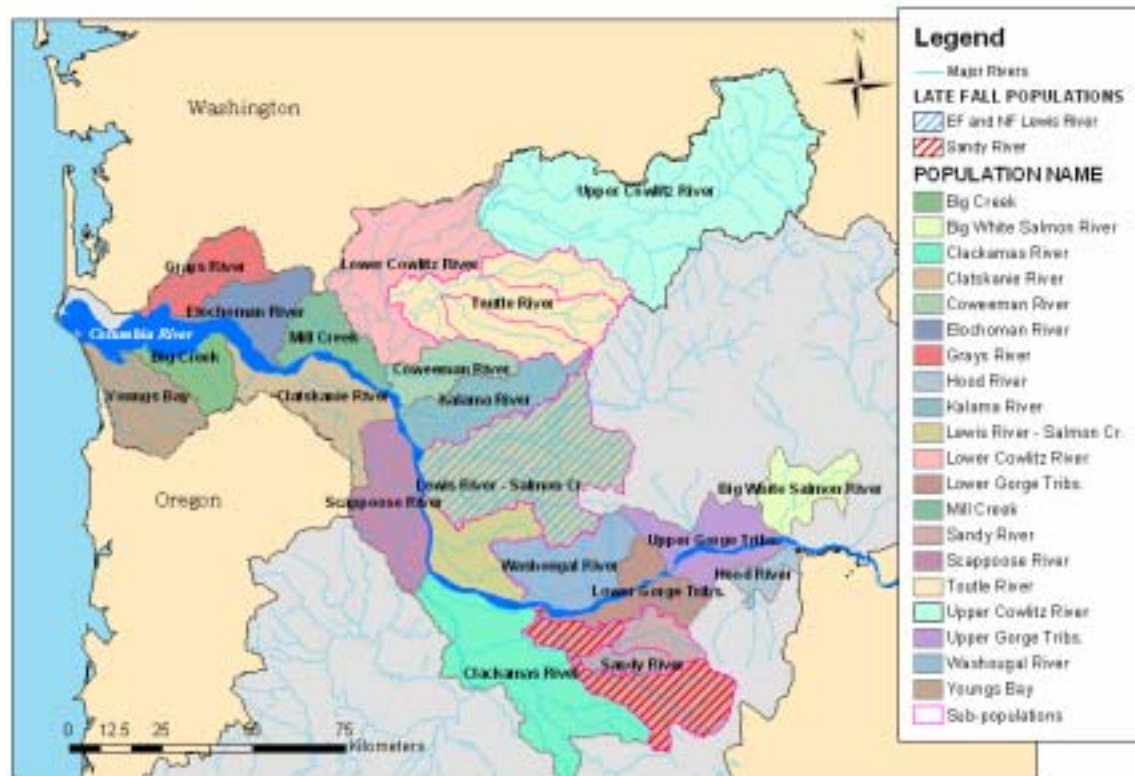 Legend
Major Rivers
LATE FALL POPULATIONS
EF and NF Lewis River
Sandy River
POPULATION NAME
Big Creek
Big White Salmon River
Clackamas River
Clatskanie River
Coweeman River
Elochoman River
Grays River
Hood River
Kalama River
Lewis River - Salmon Cr.
Lower Cowlitz River
Lower Gorge Tribs.
Mill Creek
Sandy River
Scappoose River
Toutle River
Upper Cowlitz River
Upper Gorge Tribs.
Washougal River
Youngs Bay
Sub-populations
N
Washington
Upper Cowlitz River
Grays River
Lower Cowlitz River
Toutle River
Elochoman River
Columbia River
Mill Creek
Big Creek
Coweeman River
Youngs Bay
Clatskanie River
Kalama River
Oregon
Scappoose River
Lewis River - Salmon Cr.
Big White Salmon River
Upper Gorge Tribs.
Washougal River
Hood River
Lower Gorge Tribs.
Sandy River
Clackamas River
0 12.5 25 75
Kilometers